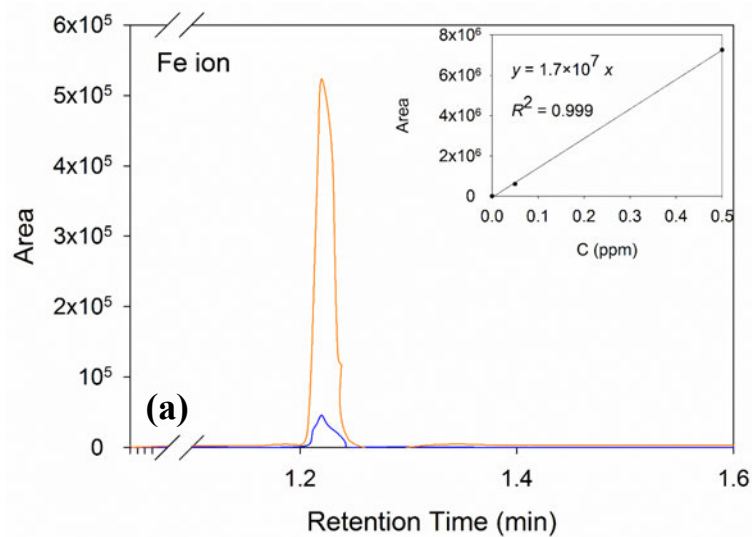 Fe ion
6x10⁵
5x10⁵
4x10⁵
3x10⁵
2x10⁵
10⁵
0
Area
(a)
1.2
1.4
1.6
Retention Time (min)
8x10⁶
6x10⁶
4x10⁶
2x10⁶
0
Area
y = 1.7×10⁷ x
R² = 0.999
0.0 0.1 0.2 0.3 0.4 0.5
C (ppm)